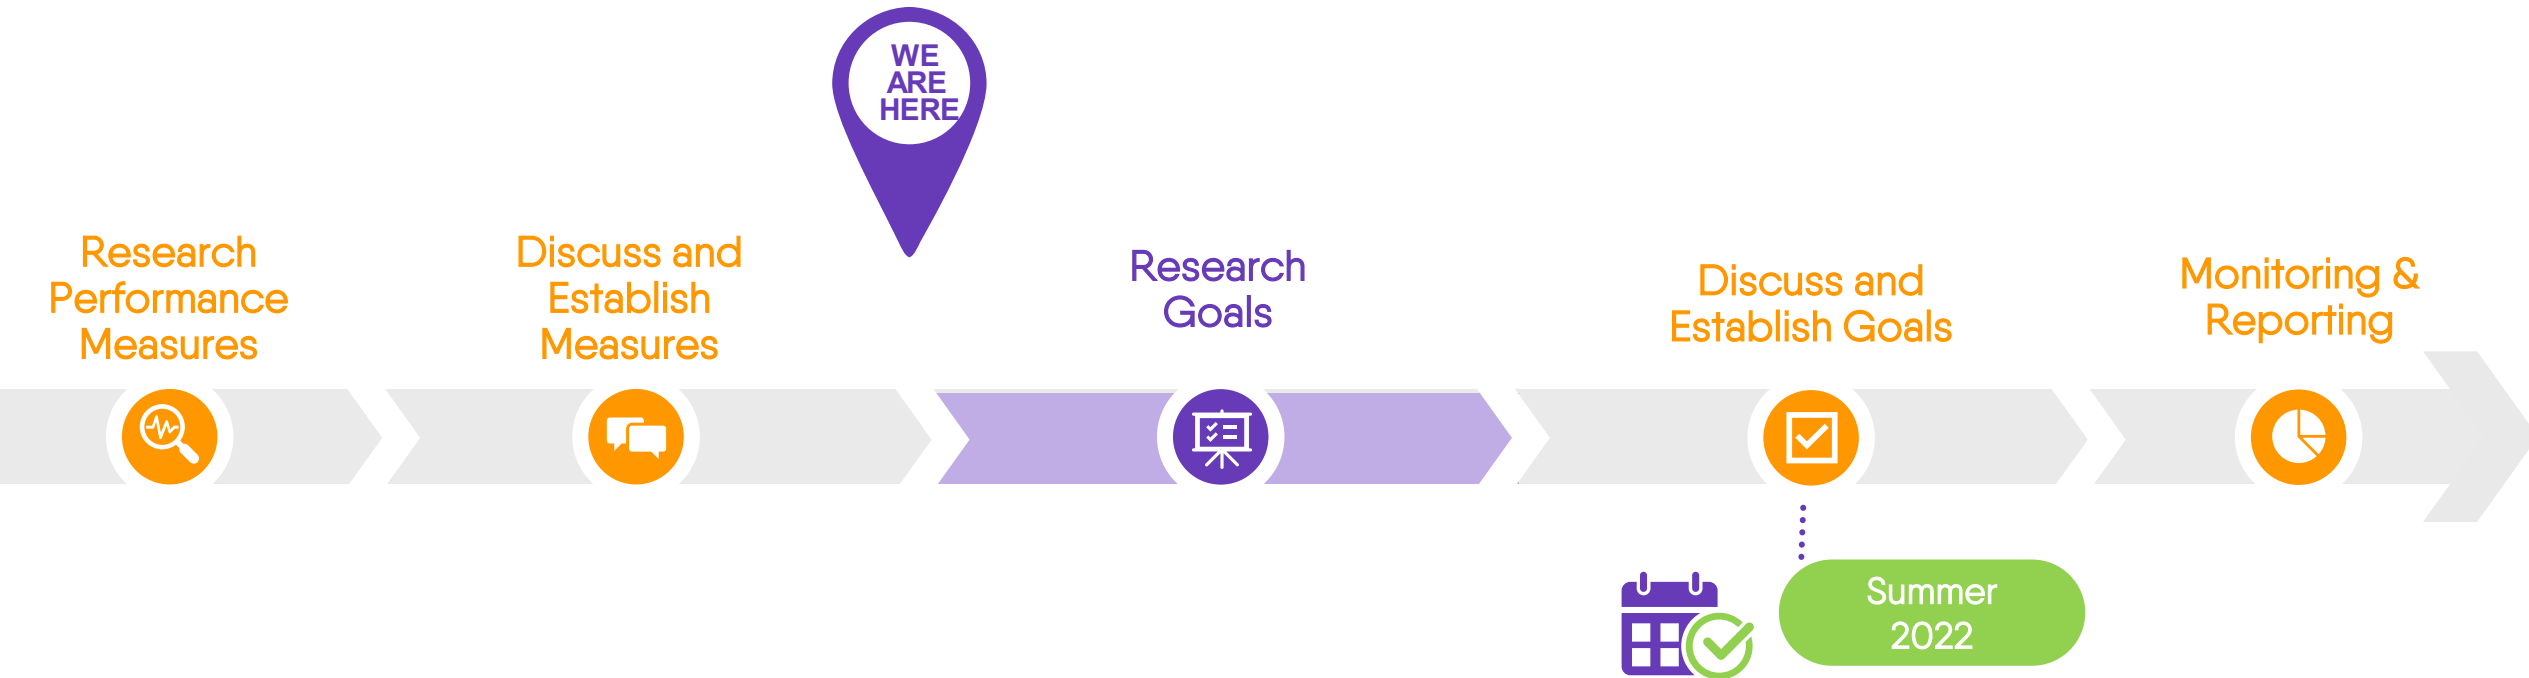 WE
ARE
HERE
Research
Performance
Measures
Discuss and
Establish
Measures
Research
Goals
Discuss and
Establish Goals
Monitoring &
Reporting
Summer
2022